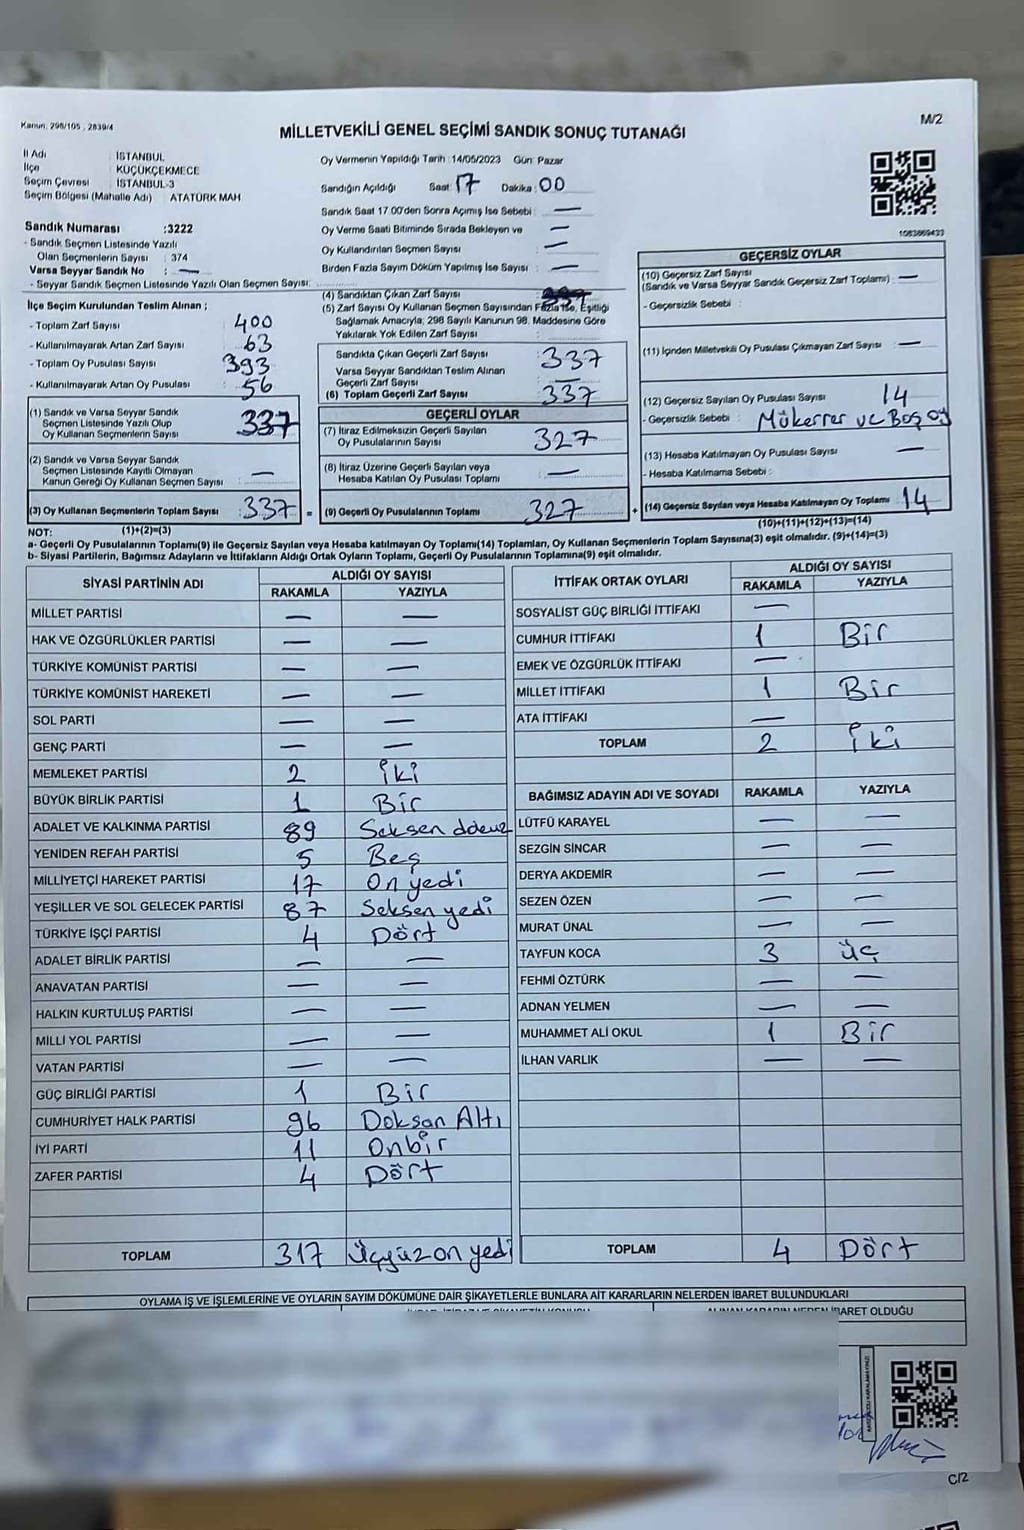 Kanun: 298/105 , 2839/4
M/2
MİLLETVEKİLİ GENEL SEÇİMİ SANDIK SONUÇ TUTANAĞI
İl Adı : İSTANBUL
İlçe : KÜÇÜKÇEKMECE
Seçim Çevresi : İSTANBUL-3
Seçim Bölgesi (Mahalle Adı) : ATATÜRK MAH
Sandık Numarası :3222
- Sandık Seçmen Listesinde Yazılı
Olan Seçmenlerin Sayısı : 374
Varsa Seyyar Sandık No : —
- Seyyar Sandık Seçmen Listesinde Yazılı Olan Seçmen Sayısı:
Oy Vermenin Yapıldığı Tarih :14/05/2023 Gün: Pazar
Sandığın Açıldığı Saat: 17 Dakika: 00
Sandık Saat 17.00'den Sonra Açımış İse Sebebi : —
Oy Verme Saati Bitiminde Sırada Bekleyen ve —
Oy Kullandırılan Seçmen Sayısı : —
Birden Fazla Sayım Döküm Yapılmış İse Sayısı : —
1083669433
İlçe Seçim Kurulundan Teslim Alınan ;
- Toplam Zarf Sayısı : 400
- Kullanılmayarak Artan Zarf Sayısı : 63
- Toplam Oy Pusulası Sayısı : 393
- Kullanılmayarak Artan Oy Pusulası : 56
(1) Sandık ve Varsa Seyyar Sandık
Seçmen Listesinde Yazılı Olup
Oy Kullanan Seçmenlerin Sayısı : 337
(2) Sandık ve Varsa Seyyar Sandık
Seçmen Listesinde Kayıtlı Olmayan
Kanun Gereği Oy Kullanan Seçmen Sayısı : —
(3) Oy Kullanan Seçmenlerin Toplam Sayısı : 337 =
(1)+(2)=(3)
(4) Sandıktan Çıkan Zarf Sayısı :
(5) Zarf Sayısı Oy Kullanan Seçmen Sayısından Fazla İse, Eşitliği
Sağlamak Amacıyla; 298 Sayılı Kanunun 98. Maddesine Göre
Yakılarak Yok Edilen Zarf Sayısı :
Sandıkta Çıkan Geçerli Zarf Sayısı : 337
Varsa Seyyar Sandıktan Teslim Alınan
Geçerli Zarf Sayısı : —
(6) Toplam Geçerli Zarf Sayısı : 337
GEÇERLİ OYLAR
(7) İtiraz Edilmeksizin Geçerli Sayılan
Oy Pusulalarının Sayısı : 327
(8) İtiraz Üzerine Geçerli Sayılan veya
Hesaba Katılan Oy Pusulası Toplamı : —
(9) Geçerli Oy Pusulalarının Toplamı : 327 +
GEÇERSİZ OYLAR
(10) Geçersiz Zarf Sayısı
(Sandık ve Varsa Seyyar Sandık Geçersiz Zarf Toplamı) : —
- Geçersizlik Sebebi :
(11) İçinden Milletvekili Oy Pusulası Çıkmayan Zarf Sayısı : —
(12) Geçersiz Sayılan Oy Pusulası Sayısı : 14
- Geçersizlik Sebebi : Mükerrer ve Boş oy
(13) Hesaba Katılmayan Oy Pusulası Sayısı : —
- Hesaba Katılmama Sebebi :
(14) Geçersiz Sayılan veya Hesaba Katılmayan Oy Toplamı : 14
(10)+(11)+(12)+(13)=(14)
NOT:
a- Geçerli Oy Pusulalarının Toplamı(9) ile Geçersiz Sayılan veya Hesaba Katılmayan oy Toplamı(14) Toplamları, Oy Kullanan Seçmenlerin Toplam Sayısına(3) eşit olmalıdır. (9)+(14)=(3)
b- Siyasi Partilerin, Bağımsız Adayların ve İttifakların Aldığı Ortak Oyların Toplamı, Geçerli Oy Pusulalarının Toplamına(9) eşit olmalıdır.
SİYASİ PARTİNİN ADI ALDIĞI OY SAYISI
RAKAMLA YAZIYLA
MİLLET PARTİSİ — —
HAK VE ÖZGÜRLÜKLER PARTİSİ — —
TÜRKİYE KOMÜNİST PARTİSİ — —
TÜRKİYE KOMÜNİST HAREKETİ — —
SOL PARTİ — —
GENÇ PARTİ — —
MEMLEKET PARTİSİ 2 İki
BÜYÜK BİRLİK PARTİSİ 1 Bir
ADALET VE KALKINMA PARTİSİ 89 Seksen
YENİDEN REFAH PARTİSİ 5 Beş
MİLLİYETÇİ HAREKET PARTİSİ 17 On yedi
YEŞİLLER VE SOL GELECEK PARTİSİ 87 Seksen yedi
TÜRKİYE İŞÇİ PARTİSİ 4 Dört
ADALET BİRLİK PARTİSİ — —
ANAVATAN PARTİSİ — —
HALKIN KURTULUŞ PARTİSİ — —
MİLLİ YOL PARTİSİ — —
VATAN PARTİSİ — —
GÜÇ BİRLİĞİ PARTİSİ 1 Bir
CUMHURİYET HALK PARTİSİ 96 Doksan Altı
İYİ PARTİ 11 Onbir
ZAFER PARTİSİ 4 Dört
TOPLAM 317 Üçyüz on yedi
İTTİFAK ORTAK OYLARI ALDIĞI OY SAYISI
RAKAMLA YAZIYLA
SOSYALİST GÜÇ BİRLİĞİ İTTİFAKI —
CUMHUR İTTİFAKI 1 Bir
EMEK VE ÖZGÜRLÜK İTTİFAKI —
MİLLET İTTİFAKI 1 Bir
ATA İTTİFAKI —
TOPLAM 2 İki
BAĞIMSIZ ADAYIN ADI VE SOYADI RAKAMLA YAZIYLA
LÜTFÜ KARAYEL — —
SEZGİN SİNCAR — —
DERYA AKDEMİR — —
SEZEN ÖZEN — —
MURAT ÜNAL — —
TAYFUN KOCA 3 üç
FEHMİ ÖZTÜRK — —
ADNAN YELMEN — —
MUHAMMET ALİ OKUL 1 Bir
İLHAN VARLIK — —
TOPLAM 4 Dört
OYLAMA İŞ VE İŞLEMLERİNE VE OYLARIN SAYIM DÖKÜMÜNE DAİR ŞİKAYETLERLE BUNLARA AİT KARARLARIN NELERDEN İBARET BULUNDUKLARI
ALINAN KARARIN NEDEN İBARET OLDUĞU
C/2